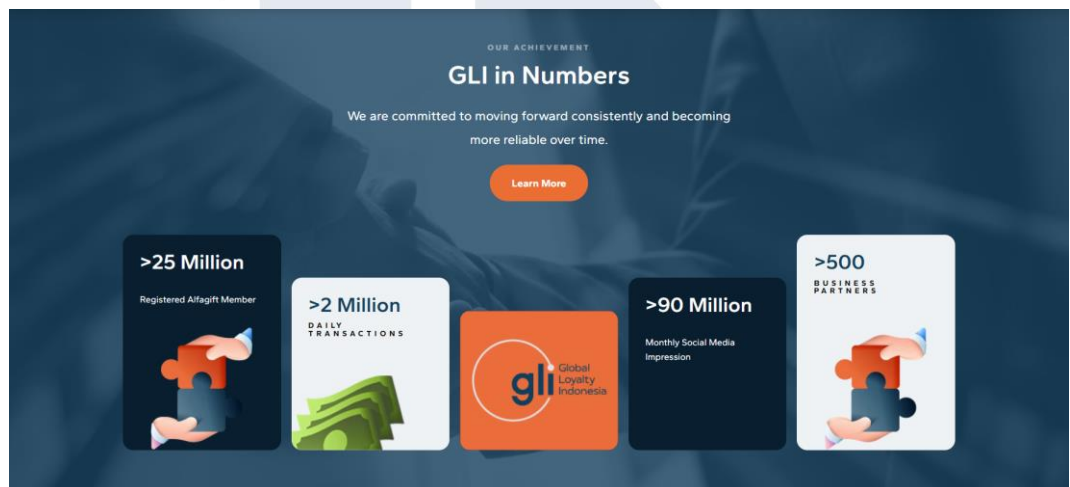 OUR ACHIEVEMENT
GLI in Numbers
We are committed to moving forward consistently and becoming
more reliable over time.
Learn More
>25 Million
Registered Alfagift Member
>2 Million
DAILY
TRANSACTIONS
gli
Global
Loyalty
Indonesia
>90 Million
Monthly Social Media
Impression
>500
BUSINESS
PARTNERS